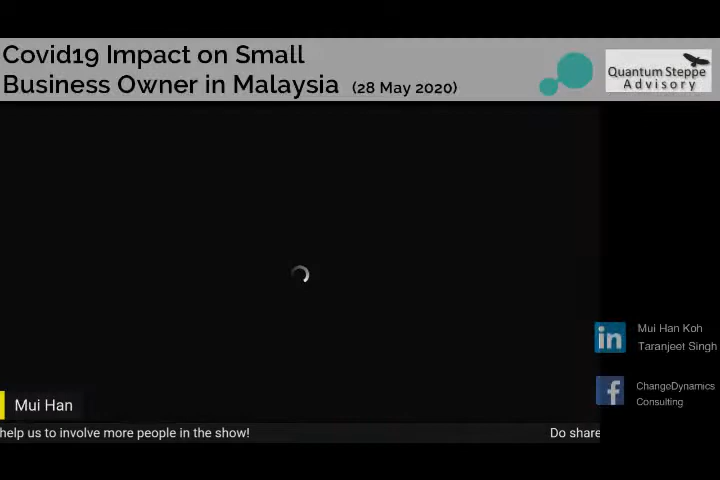 Covid19 Impact on Small
Business Owner in Malaysia (28 May 2020)
Quantum Steppe
Advisory
in
Mui Han Koh
Taranjeet Singh
f
ChangeDynamics
Consulting
Mui Han
help us to involve more people in the show!
Do share